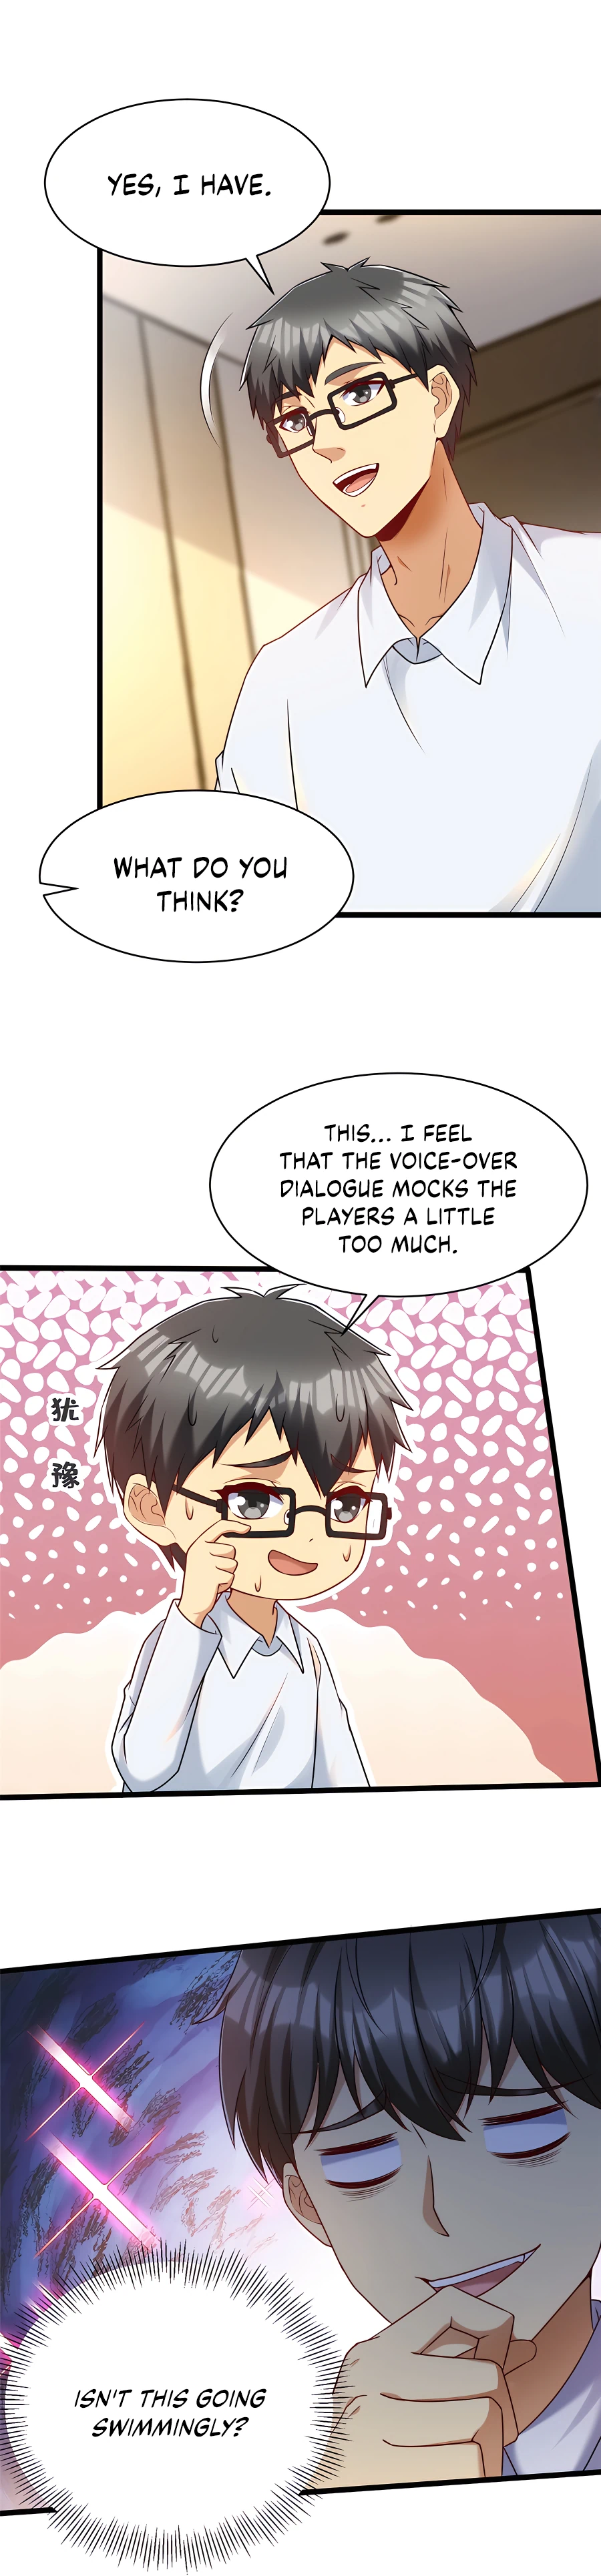 YES, I HAVE.
WHAT DO YOU
THINK?
THIS... I FEEL
THAT THE VOICE-OVER
DIALOGUE MOCKS THE
PLAYERS A LITTLE
TOO MUCH.
犹
豫
ISN'T THIS GOING
SWIMMINGLY?